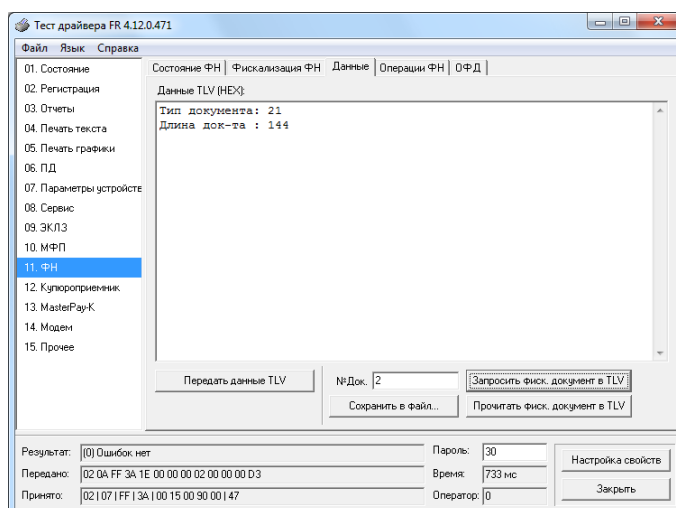 Тест драйвера FR 4.12.0.471
Файл Язык Справка
01. Состояние
02. Регистрация
03. Отчеты
04. Печать текста
05. Печать графики
06. ПД
07. Параметры устройств
08. Сервис
09. ЭКЛЗ
10. МФП
11. ФН
12. Купюроприемник
13. MasterPay-K
14. Модем
15. Прочее
Состояние ФН Фискализация ФН Данные Операции ФН ОФД
Данные TLV (HEX):
Тип документа: 21
Длина док-та : 144
Передать данные TLV
№Док. 2
Запросить фиск. документ в TLV
Сохранить в файл...
Прочитать фиск. документ в TLV
Результат: (0) Ошибок нет
Передано: 02 0A FF 3A 1E 00 00 00 02 00 00 00 D3
Принято: 02 | 07 | FF | 3A | 00 15 00 90 00 | 47
Пароль: 30
Время: 733 мс
Оператор: 0
Настройка свойств
Закрыть